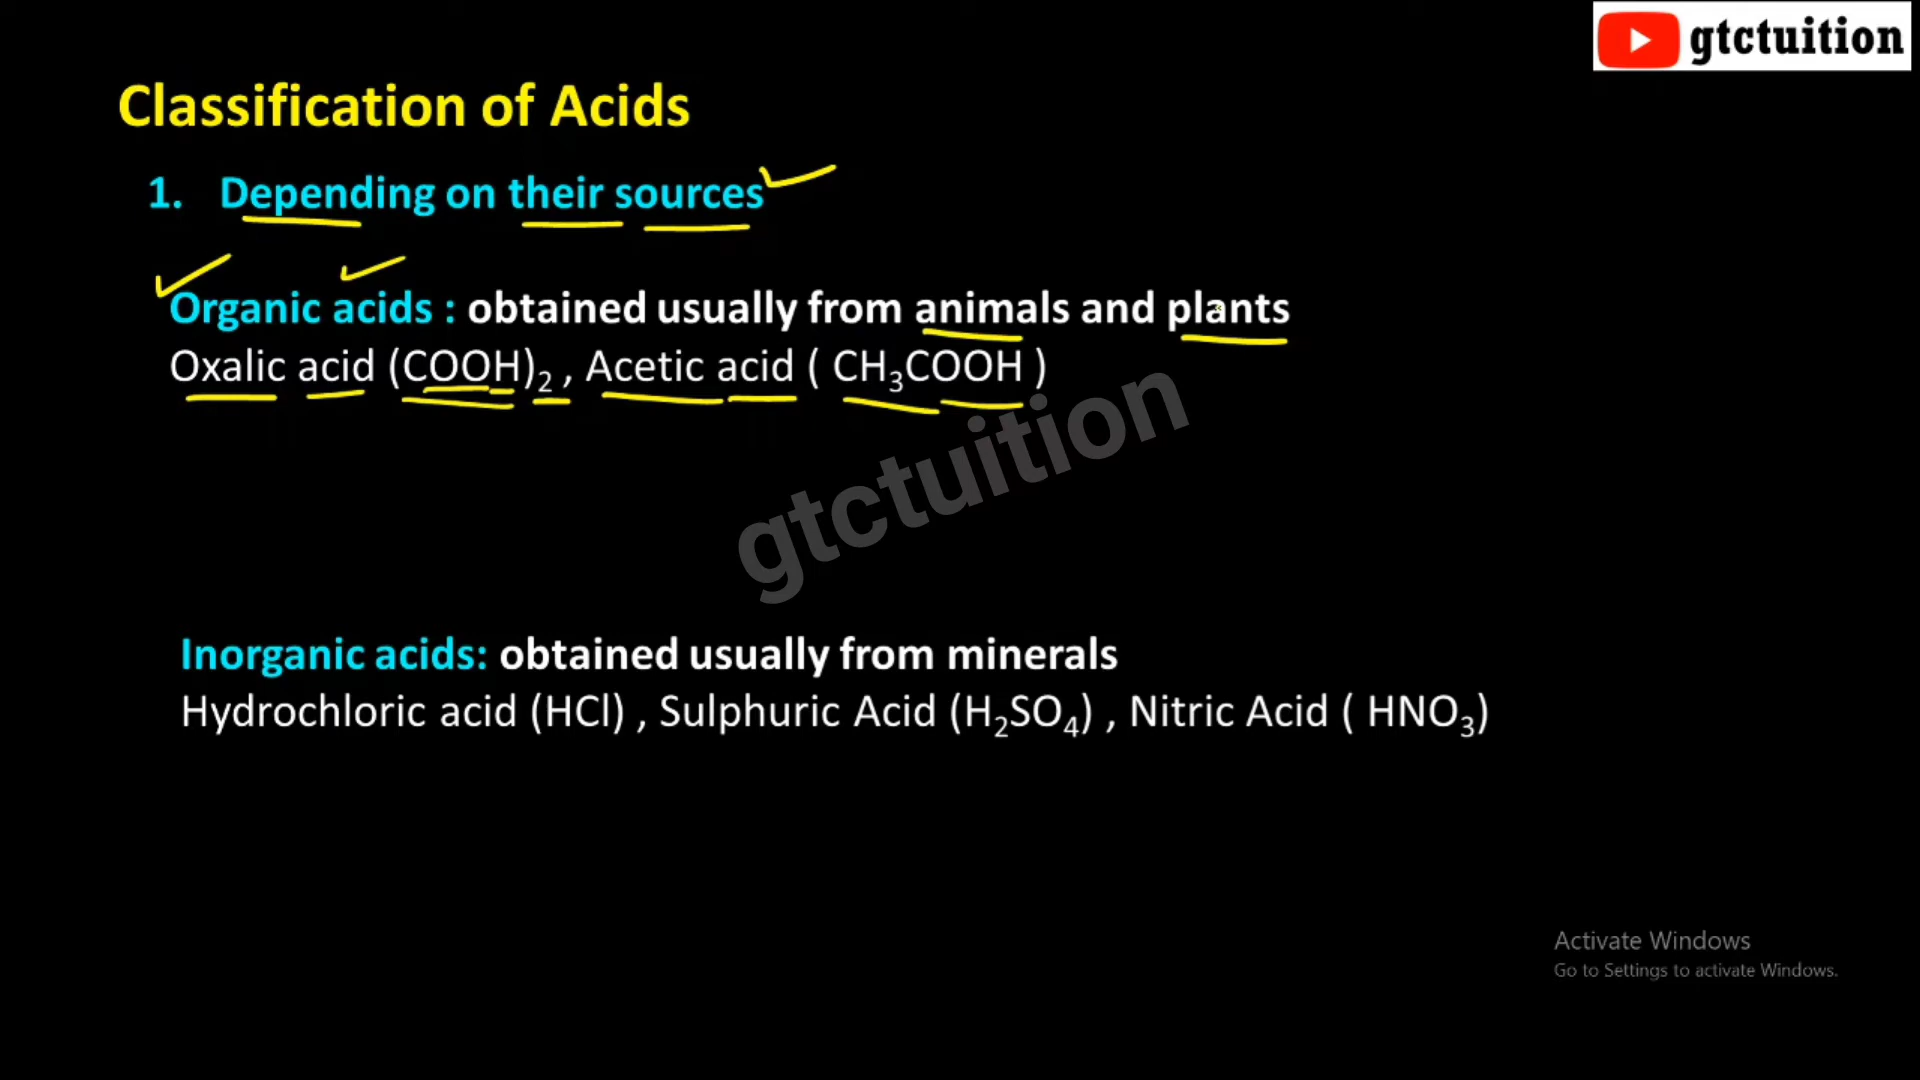 gtctuition
Classification of Acids
1. Depending on their sources
Organic acids : obtained usually from animals and plants
Oxalic acid (COOH)₂ , Acetic acid ( CH₃COOH )
gtctuition
Inorganic acids: obtained usually from minerals
Hydrochloric acid (HCl) , Sulphuric Acid (H₂SO₄) , Nitric Acid ( HNO₃)
Activate Windows
Go to Settings to activate Windows.